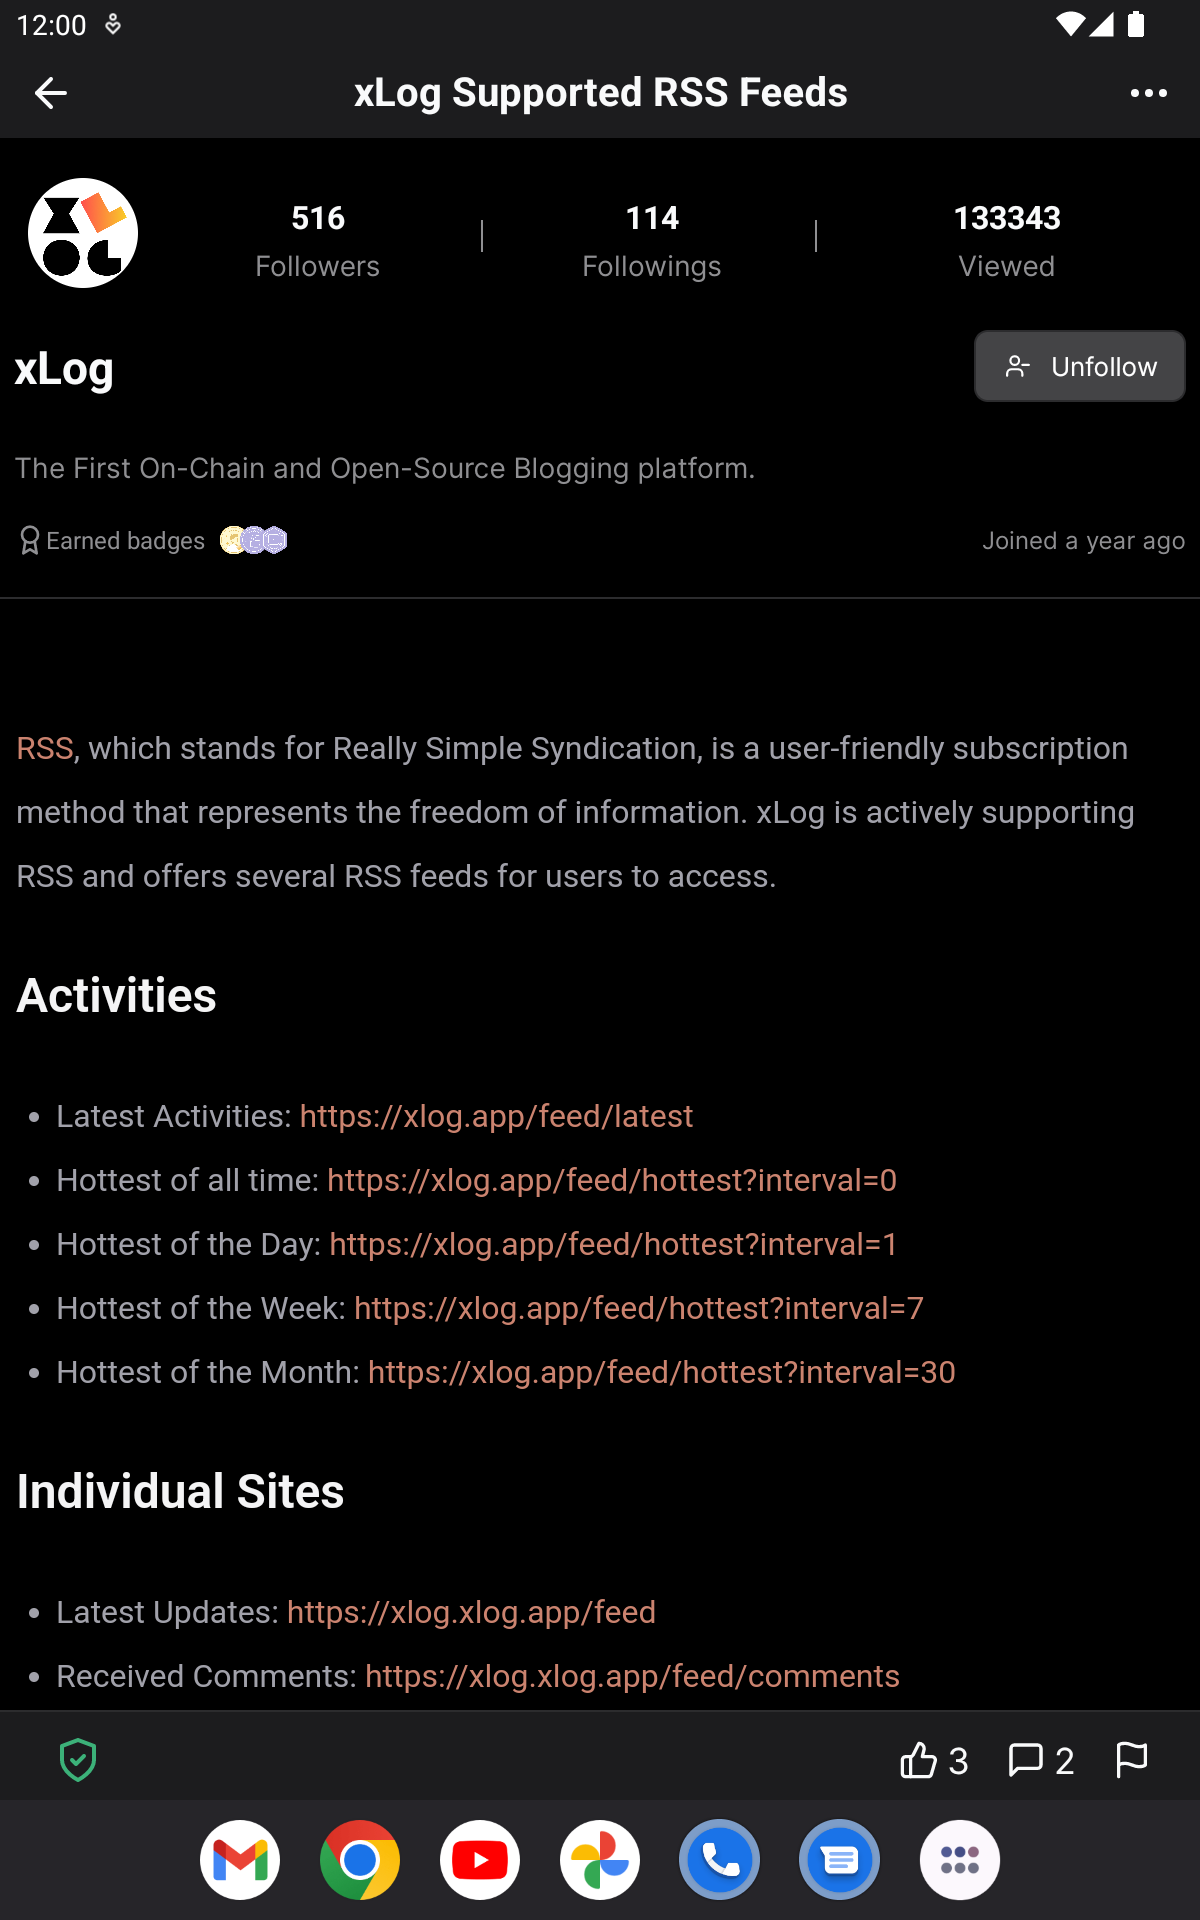 12:00
xLog Supported RSS Feeds
516
Followers
114
Followings
133343
Viewed
xLog
Unfollow
The First On-Chain and Open-Source Blogging platform.
Earned badges
Joined a year ago
RSS, which stands for Really Simple Syndication, is a user-friendly subscription
method that represents the freedom of information. xLog is actively supporting
RSS and offers several RSS feeds for users to access.
Activities
• Latest Activities: https://xlog.app/feed/latest
• Hottest of all time: https://xlog.app/feed/hottest?interval=0
• Hottest of the Day: https://xlog.app/feed/hottest?interval=1
• Hottest of the Week: https://xlog.app/feed/hottest?interval=7
• Hottest of the Month: https://xlog.app/feed/hottest?interval=30
Individual Sites
• Latest Updates: https://xlog.xlog.app/feed
• Received Comments: https://xlog.xlog.app/feed/comments
3
2